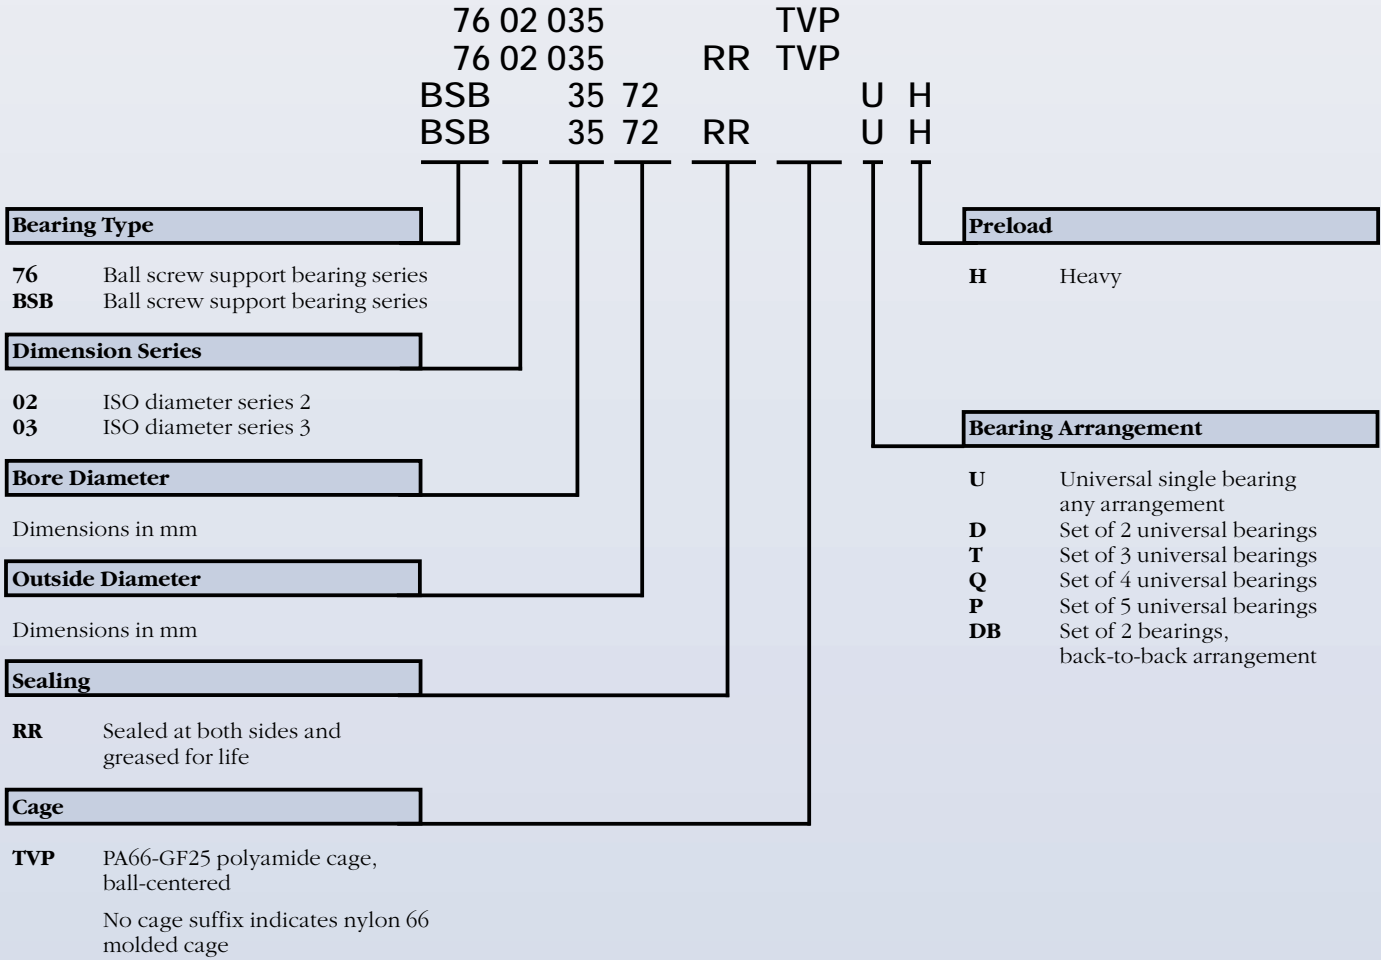 76 02 035 TVP
76 02 035 RR TVP
BSB 35 72 U H
BSB 35 72 RR U H
Bearing Type
76 Ball screw support bearing series
BSB Ball screw support bearing series
Dimension Series
02 ISO diameter series 2
03 ISO diameter series 3
Bore Diameter
Dimensions in mm
Outside Diameter
Dimensions in mm
Sealing
RR Sealed at both sides and
greased for life
Cage
TVP PA66-GF25 polyamide cage,
ball-centered
No cage suffix indicates nylon 66
molded cage
Preload
H Heavy
Bearing Arrangement
U Universal single bearing
any arrangement
D Set of 2 universal bearings
T Set of 3 universal bearings
Q Set of 4 universal bearings
P Set of 5 universal bearings
DB Set of 2 bearings,
back-to-back arrangement